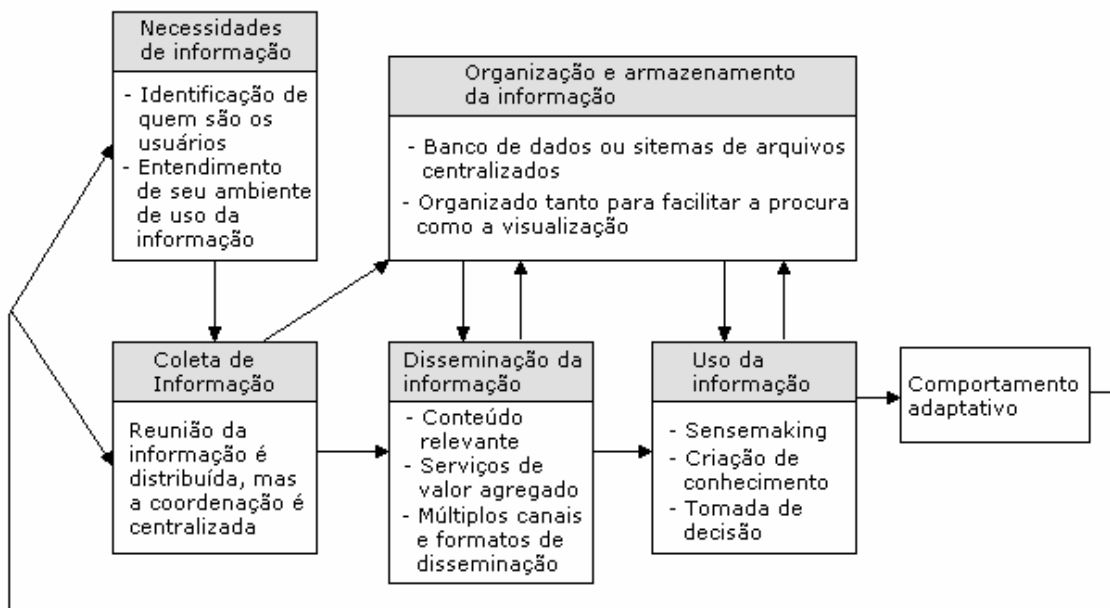 Necessidades
de informação
- Identificação de
quem são os
usuários
- Entendimento
de seu ambiente
de uso da
informação
Organização e armazenamento
da informação
- Banco de dados ou sitemas de arquivos
centralizados
- Organizado tanto para facilitar a procura
como a visualização
Coleta de
Informação
Reunião da
informação é
distribuída, mas
a coordenação é
centralizada
Disseminação da
informação
- Conteúdo
relevante
- Serviços de
valor agregado
- Múltiplos canais
e formatos de
disseminação
Uso da
informação
- Sensemaking
- Criação de
conhecimento
- Tomada de
decisão
Comportamento
adaptativo